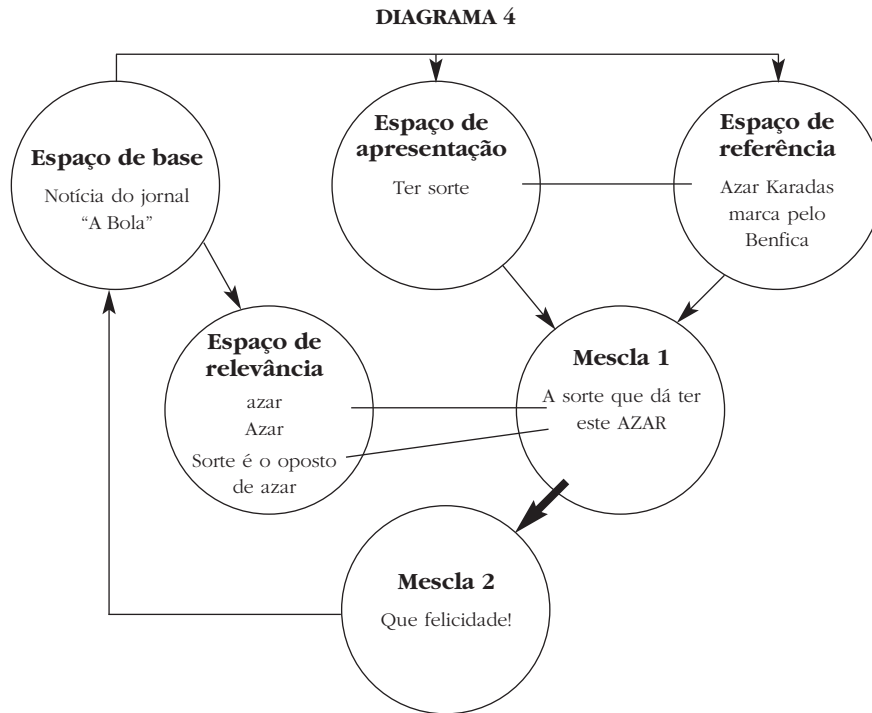 DIAGRAMA 4
Espaço de base
Notícia do jornal
“A Bola”
Espaço de
apresentação
Ter sorte
Espaço de
referência
Azar Karadas
marca pelo
Benfica
Espaço de
relevância
azar
Azar
Sorte é o oposto
de azar
Mescla 1
A sorte que dá ter
este AZAR
Mescla 2
Que felicidade!